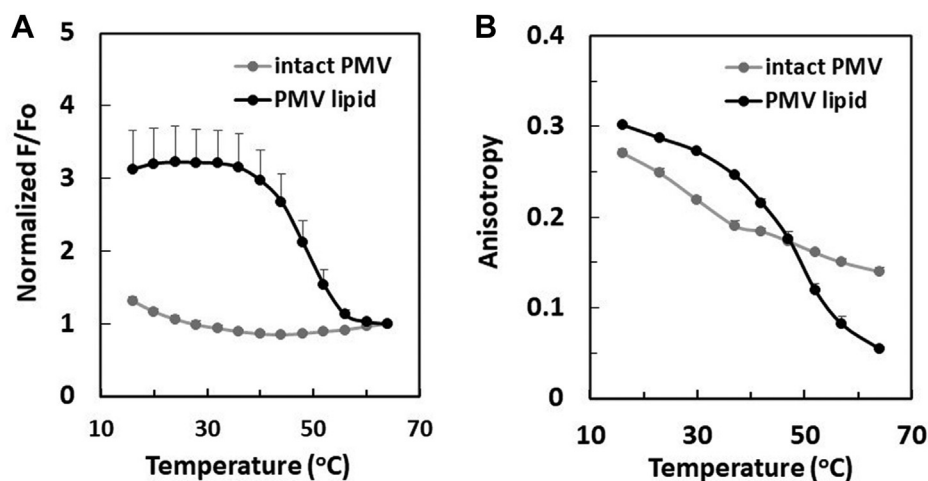 A
Normalized F/Fo
5
4
3
2
1
0
intact PMV
PMV lipid
10
30
50
70
Temperature (°C)
B
Anisotropy
0.4
0.3
0.2
0.1
0
intact PMV
PMV lipid
10
30
50
70
Temperature (°C)